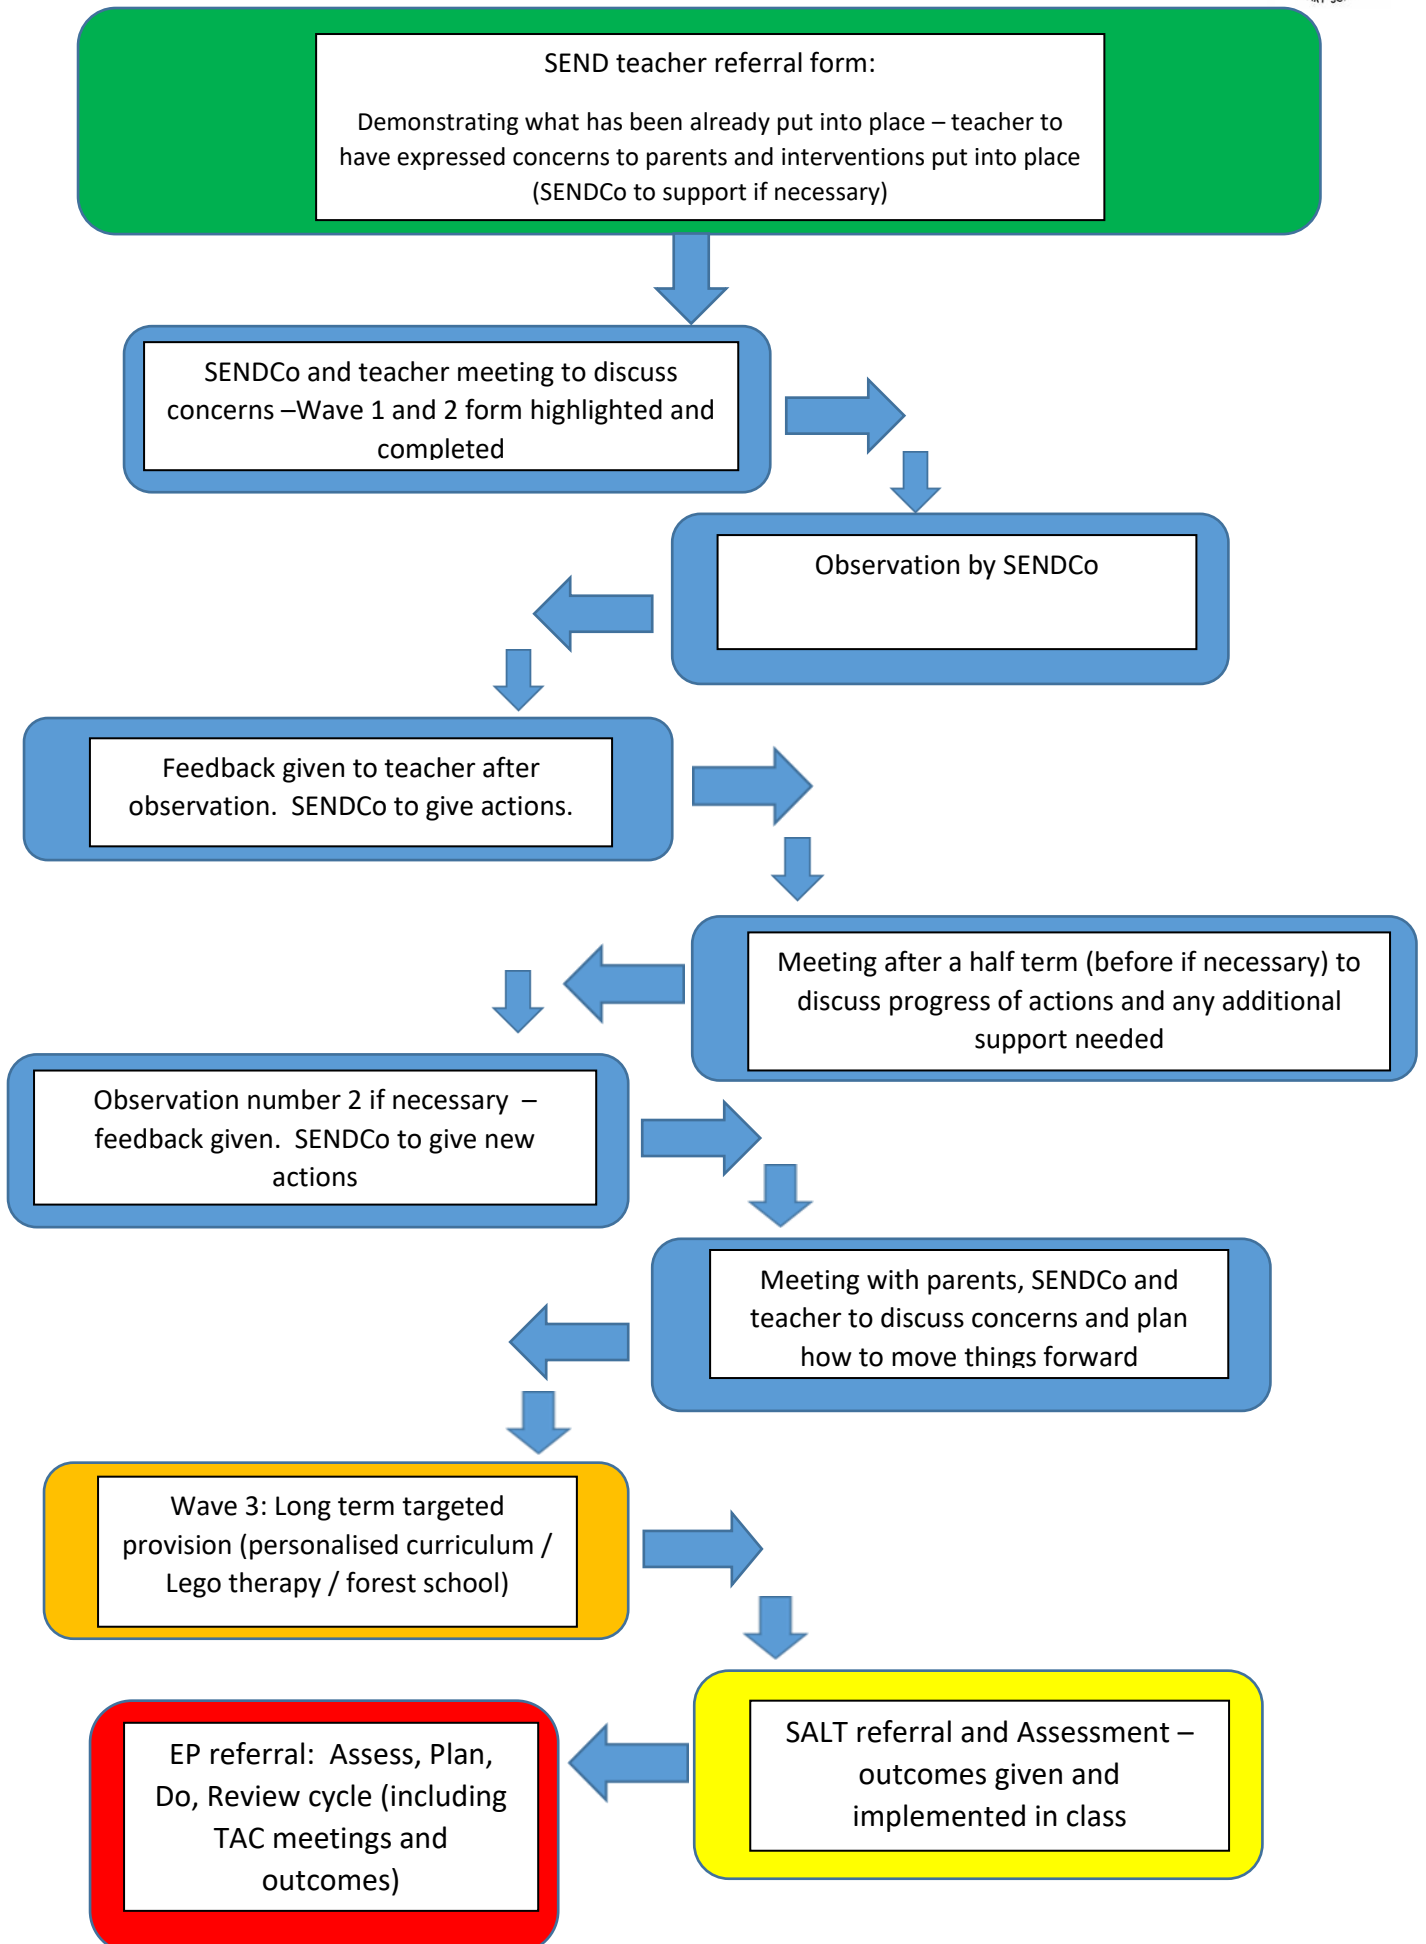 SEND teacher referral form:
Demonstrating what has been already put into place – teacher to
have expressed concerns to parents and interventions put into place
(SENDCo to support if necessary)
SENDCo and teacher meeting to discuss
concerns –Wave 1 and 2 form highlighted and
completed
Observation by SENDCo
Feedback given to teacher after
observation.  SENDCo to give actions.
Meeting after a half term (before if necessary) to
discuss progress of actions and any additional
support needed
Observation number 2 if necessary  –
feedback given.  SENDCo to give new
actions
Meeting with parents, SENDCo and
teacher to discuss concerns and plan
how to move things forward
Wave 3: Long term targeted
provision (personalised curriculum /
Lego therapy / forest school)
SALT referral and Assessment –
outcomes given and
implemented in class
EP referral:  Assess, Plan,
Do, Review cycle (including
TAC meetings and
outcomes)